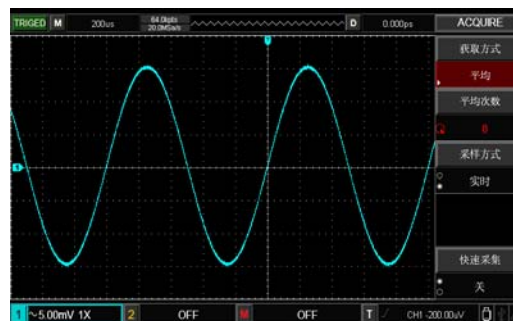 TRIGED M 200us 64.0kpts D 0.000ps ACQUIRE
20.0MSa/s
获取方式
平均
平均次数
8
采样方式
实时
快速采集
关
1 ~5.00mV 1X 2 OFF M OFF T CH1 -200.00uV